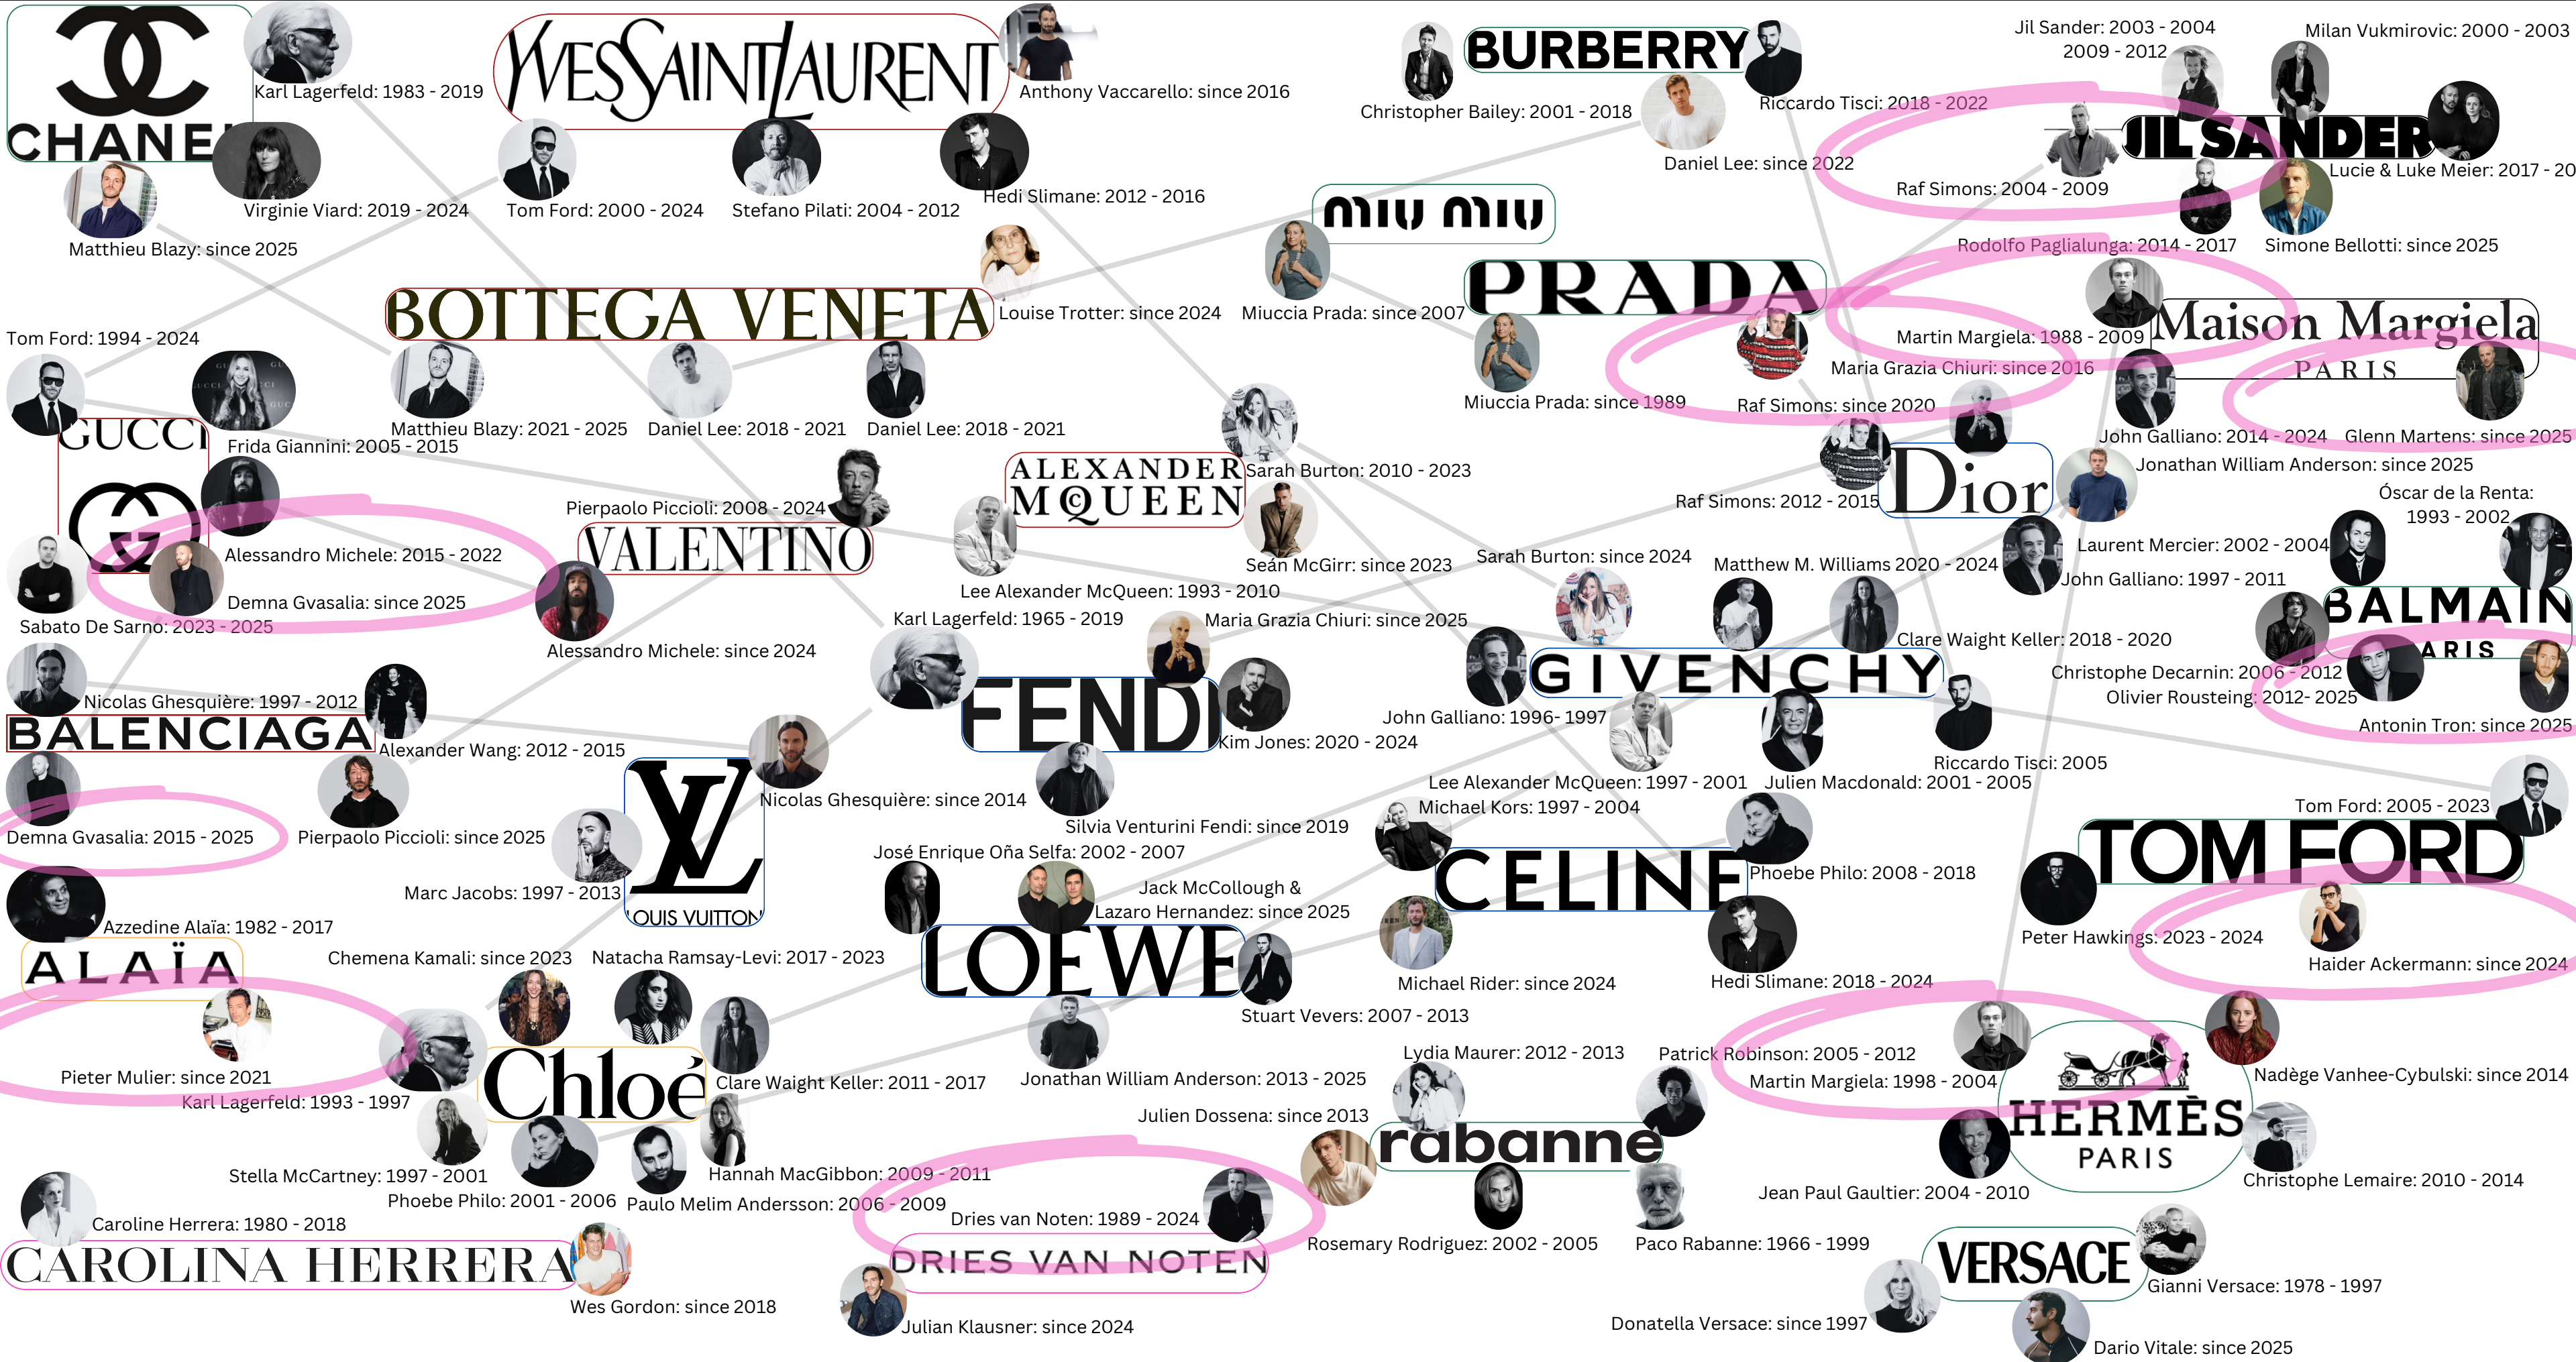 CHANEL
Karl Lagerfeld: 1983 - 2019
Virginie Viard: 2019 - 2024
Matthieu Blazy: since 2025
YVESSAINTLAURENT
Anthony Vaccarello: since 2016
Tom Ford: 2000 - 2024
Stefano Pilati: 2004 - 2012
Hedi Slimane: 2012 - 2016
BURBERRY
Christopher Bailey: 2001 - 2018
Riccardo Tisci: 2018 - 2022
Daniel Lee: since 2022
Jil Sander: 2003 - 2004
2009 - 2012
Milan Vukmirovic: 2000 - 2003
JIL SANDER
Lucie & Luke Meier: 2017 - 20
Raf Simons: 2004 - 2009
Rodolfo Paglialunga: 2014 - 2017
Simone Bellotti: since 2025
miu miu
Miuccia Prada: since 2007
PRADA
Miuccia Prada: since 1989
Raf Simons: since 2020
BOTTEGA VENETA
Louise Trotter: since 2024
Matthieu Blazy: 2021 - 2025
Daniel Lee: 2018 - 2021
Daniel Lee: 2018 - 2021
Martin Margiela: 1988 - 2009
Maison Margiela
PARIS
John Galliano: 2014 - 2024
Glenn Martens: since 2025
Tom Ford: 1994 - 2024
GUCCI
GUCCI
GUC
Frida Giannini: 2005 - 2015
Alessandro Michele: 2015 - 2022
Demna Gvasalia: since 2025
Sabato De Sarno: 2023 - 2025
Pierpaolo Piccioli: 2008 - 2024
VALENTINO
Alessandro Michele: since 2024
ALEXANDER
MCQUEEN
Sarah Burton: 2010 - 2023
Seán McGirr: since 2023
Lee Alexander McQueen: 1993 - 2010
Maria Grazia Chiuri: since 2016
Raf Simons: 2012 - 2015
Dior
Jonathan William Anderson: since 2025
John Galliano: 1997 - 2011
Óscar de la Renta:
1993 - 2002
Laurent Mercier: 2002 - 2004
BALMAIN
PARIS
Christophe Decarnin: 2006 - 2012
Olivier Rousteing: 2012- 2025
Antonin Tron: since 2025
Sarah Burton: since 2024
Matthew M. Williams 2020 - 2024
Clare Waight Keller: 2018 - 2020
GIVENCHY
John Galliano: 1996- 1997
Lee Alexander McQueen: 1997 - 2001
Julien Macdonald: 2001 - 2005
Riccardo Tisci: 2005
Karl Lagerfeld: 1965 - 2019
Maria Grazia Chiuri: since 2025
FENDI
Kim Jones: 2020 - 2024
Silvia Venturini Fendi: since 2019
Nicolas Ghesquière: 1997 - 2012
BALENCIAGA
Alexander Wang: 2012 - 2015
Demna Gvasalia: 2015 - 2025
Pierpaolo Piccioli: since 2025
LV
LOUIS VUITTON
Nicolas Ghesquière: since 2014
Marc Jacobs: 1997 - 2013
Michael Kors: 1997 - 2004
CELINE
Phoebe Philo: 2008 - 2018
Michael Rider: since 2024
Hedi Slimane: 2018 - 2024
Tom Ford: 2005 - 2023
TOM FORD
Peter Hawkings: 2023 - 2024
Haider Ackermann: since 2024
José Enrique Oña Selfa: 2002 - 2007
Jack McCollough &
Lazaro Hernandez: since 2025
LOEWE
Stuart Vevers: 2007 - 2013
Jonathan William Anderson: 2013 - 2025
Azzedine Alaïa: 1982 - 2017
ALAÏA
Pieter Mulier: since 2021
Chemena Kamali: since 2023
Natacha Ramsay-Levi: 2017 - 2023
Karl Lagerfeld: 1993 - 1997
Chloé
Clare Waight Keller: 2011 - 2017
Stella McCartney: 1997 - 2001
Phoebe Philo: 2001 - 2006
Paulo Melim Andersson: 2006 - 2009
Hannah MacGibbon: 2009 - 2011
Lydia Maurer: 2012 - 2013
Patrick Robinson: 2005 - 2012
Julien Dossena: since 2013
rabanne
Rosemary Rodriguez: 2002 - 2005
Paco Rabanne: 1966 - 1999
Martin Margiela: 1998 - 2004
HERMÈS
PARIS
Nadège Vanhee-Cybulski: since 2014
Jean Paul Gaultier: 2004 - 2010
Christophe Lemaire: 2010 - 2014
Caroline Herrera: 1980 - 2018
CAROLINA HERRERA
Wes Gordon: since 2018
Dries van Noten: 1989 - 2024
DRIES VAN NOTEN
Julian Klausner: since 2024
VERSACE
Gianni Versace: 1978 - 1997
Donatella Versace: since 1997
Dario Vitale: since 2025